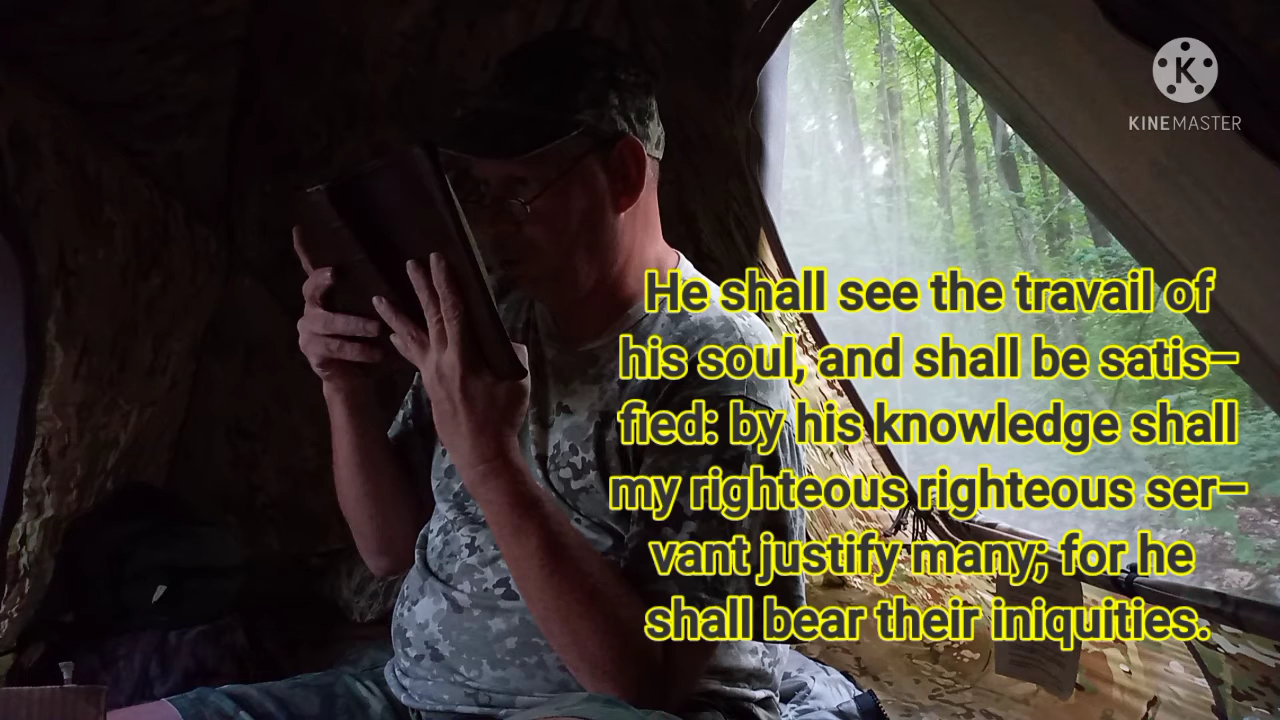 K
KINEMASTER
He shall see the travail of
his soul, and shall be satis–
fied: by his knowledge shall
my righteous righteous ser–
vant justify many; for he
shall bear their iniquities.